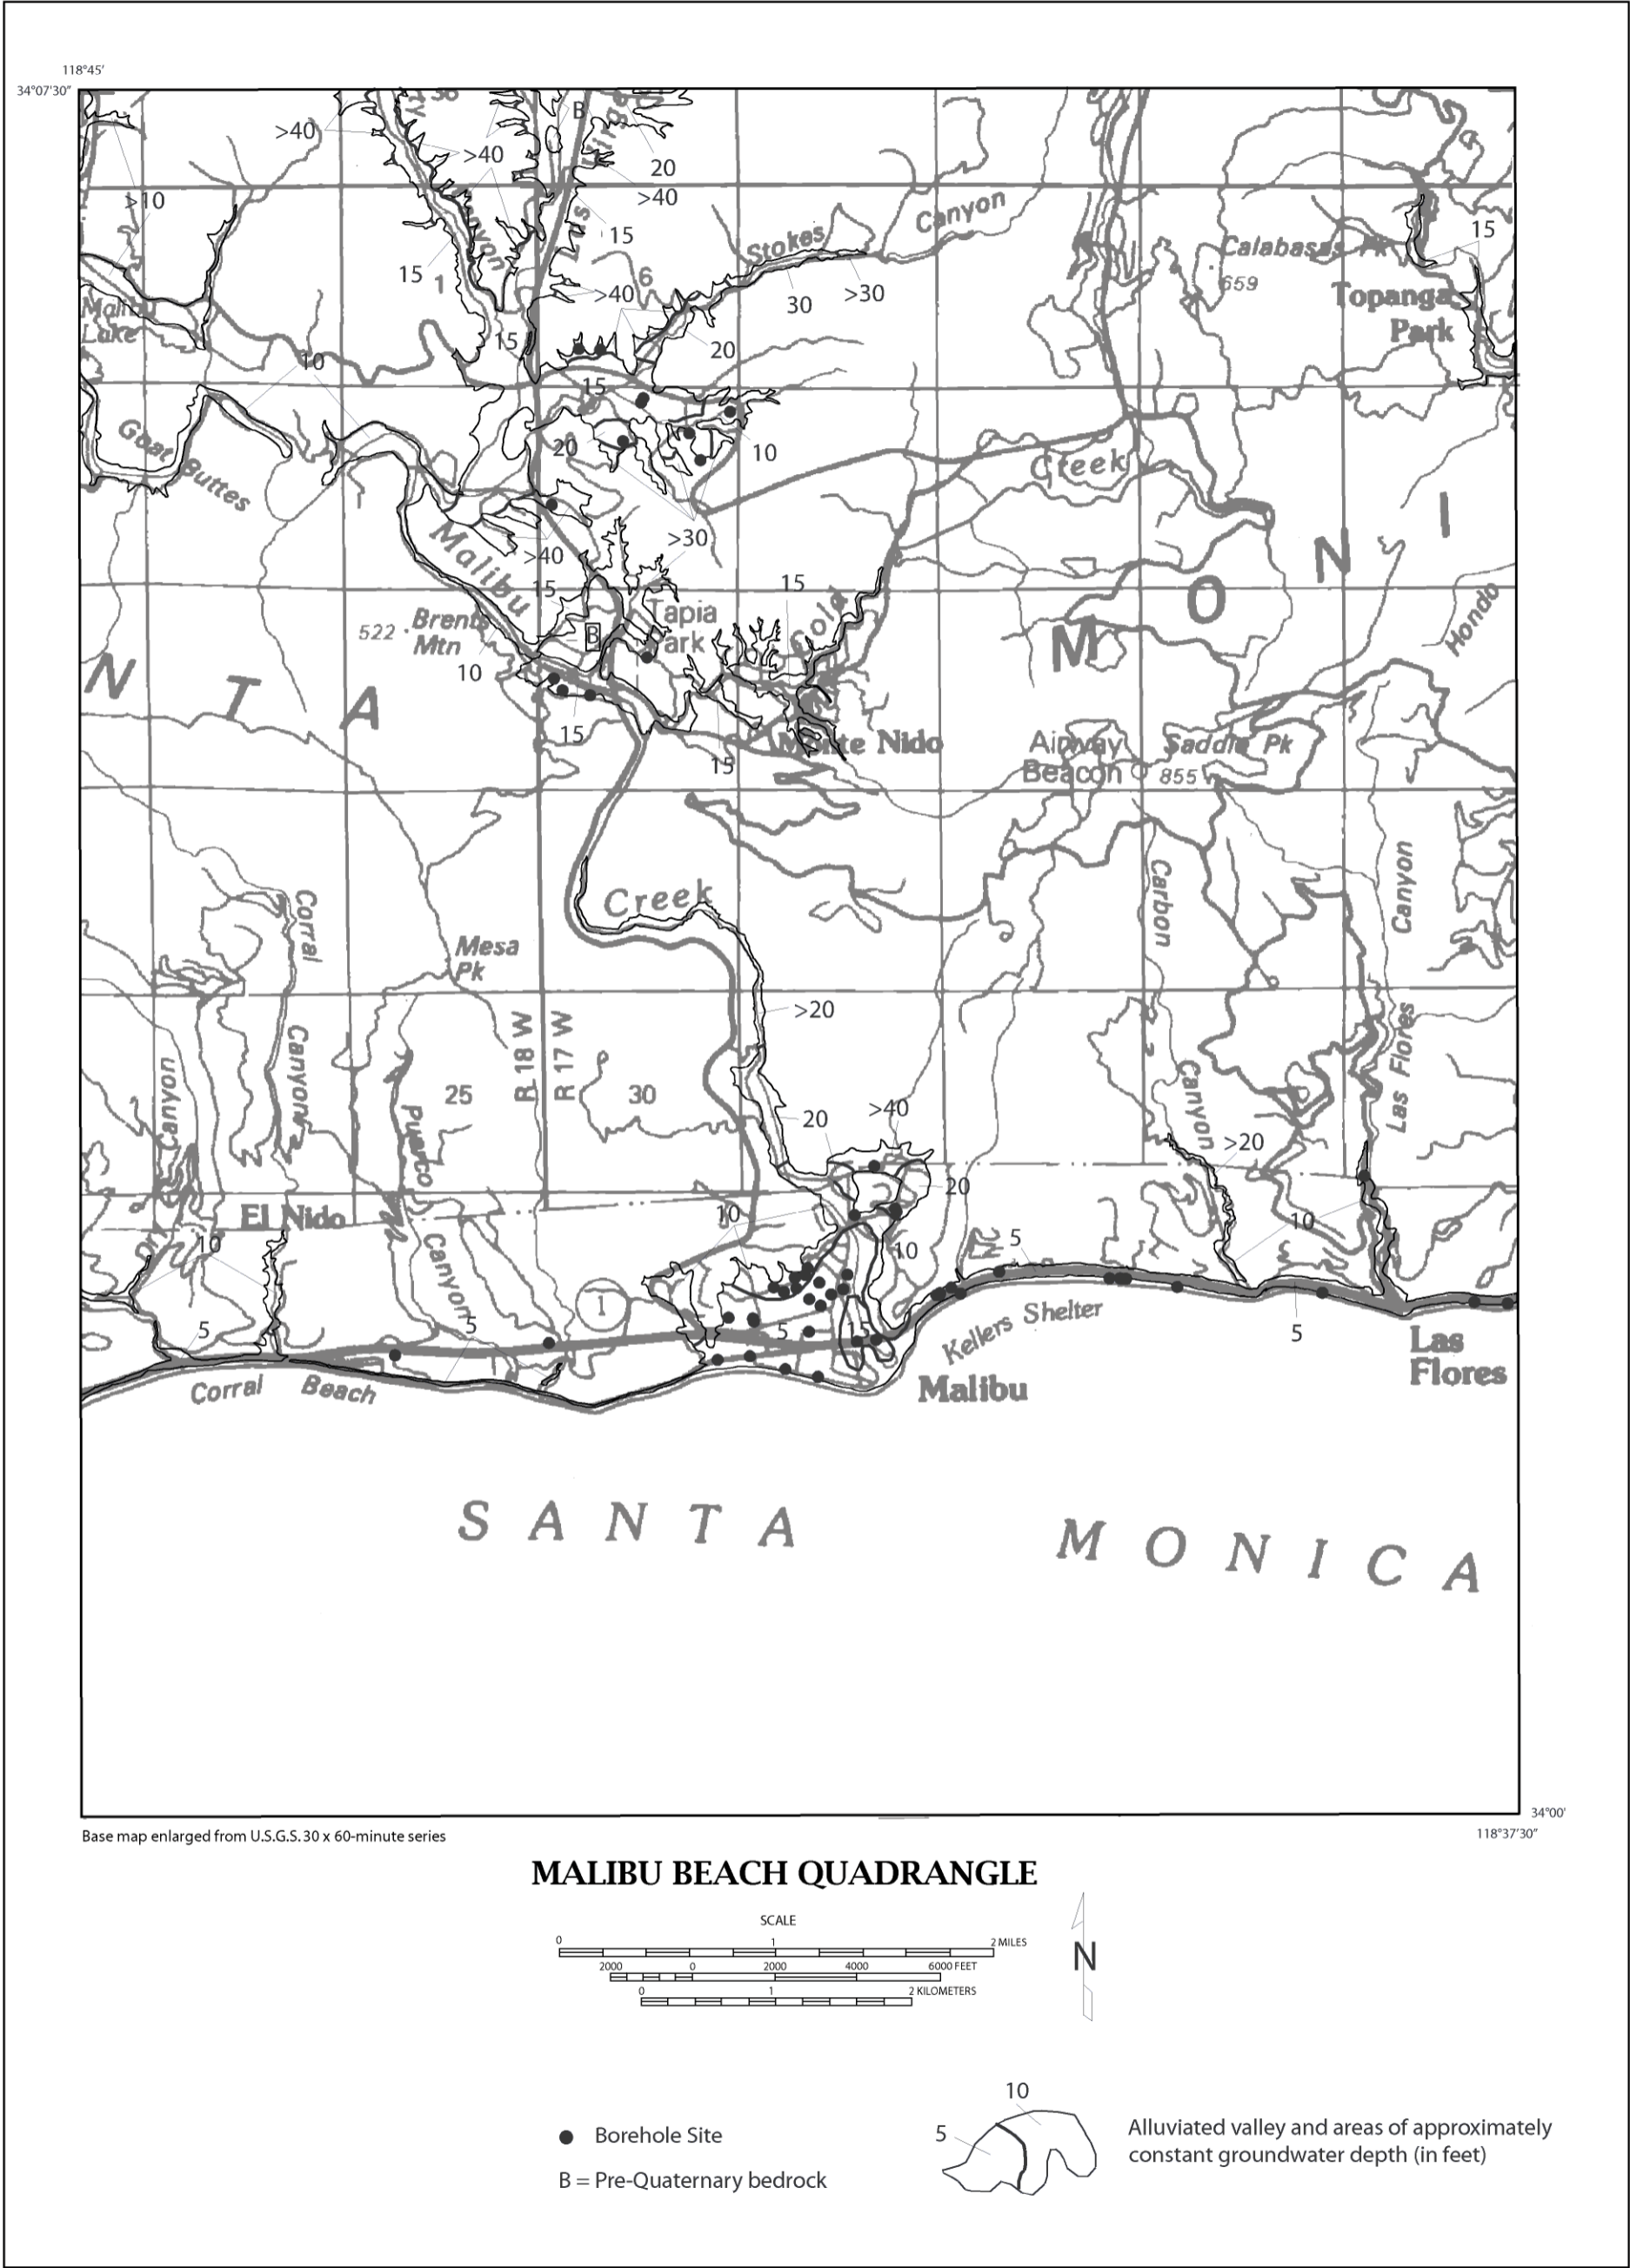 118°45′
34°07′30″
36
B
>40
>40
20
>10
>40
Canyon
15
Stokes
15
Calabasas Pk
15
1
6
659
>40
30
>30
Topanga
Park
Malibu
Lake
15
20
10
15
Goat Buttes
20
10
Creek
I
>30
N
Malibu
>40
15
15
O
Cold
Hondo
Tapia
Park
Brents
Mtn
522
B
M
10
N T A
15
Monte Nido
Airway
Beacon
Saddle Pk
855
15
Creek
Corral
Carbon
Canyon
Mesa
Pk
>20
R 18 W
R 17 W
Canyon
Las Flores
Canyon
25
30
Canyon
Puerco
20
>40
>20
20
El Nido
10
10
10
10
5
Canyon
1
5
5
5
15
5
Kellers Shelter
Las
Flores
Corral Beach
Malibu
SANTA MONICA
34°00′
118°37′30″
Base map enlarged from U.S.G.S. 30 x 60-minute series
MALIBU BEACH QUADRANGLE
SCALE
0 1 2 MILES
2000 0 2000 4000 6000 FEET
0 1 2 KILOMETERS
N
10
5
Borehole Site
Alluviated valley and areas of approximately
constant groundwater depth (in feet)
B = Pre-Quaternary bedrock